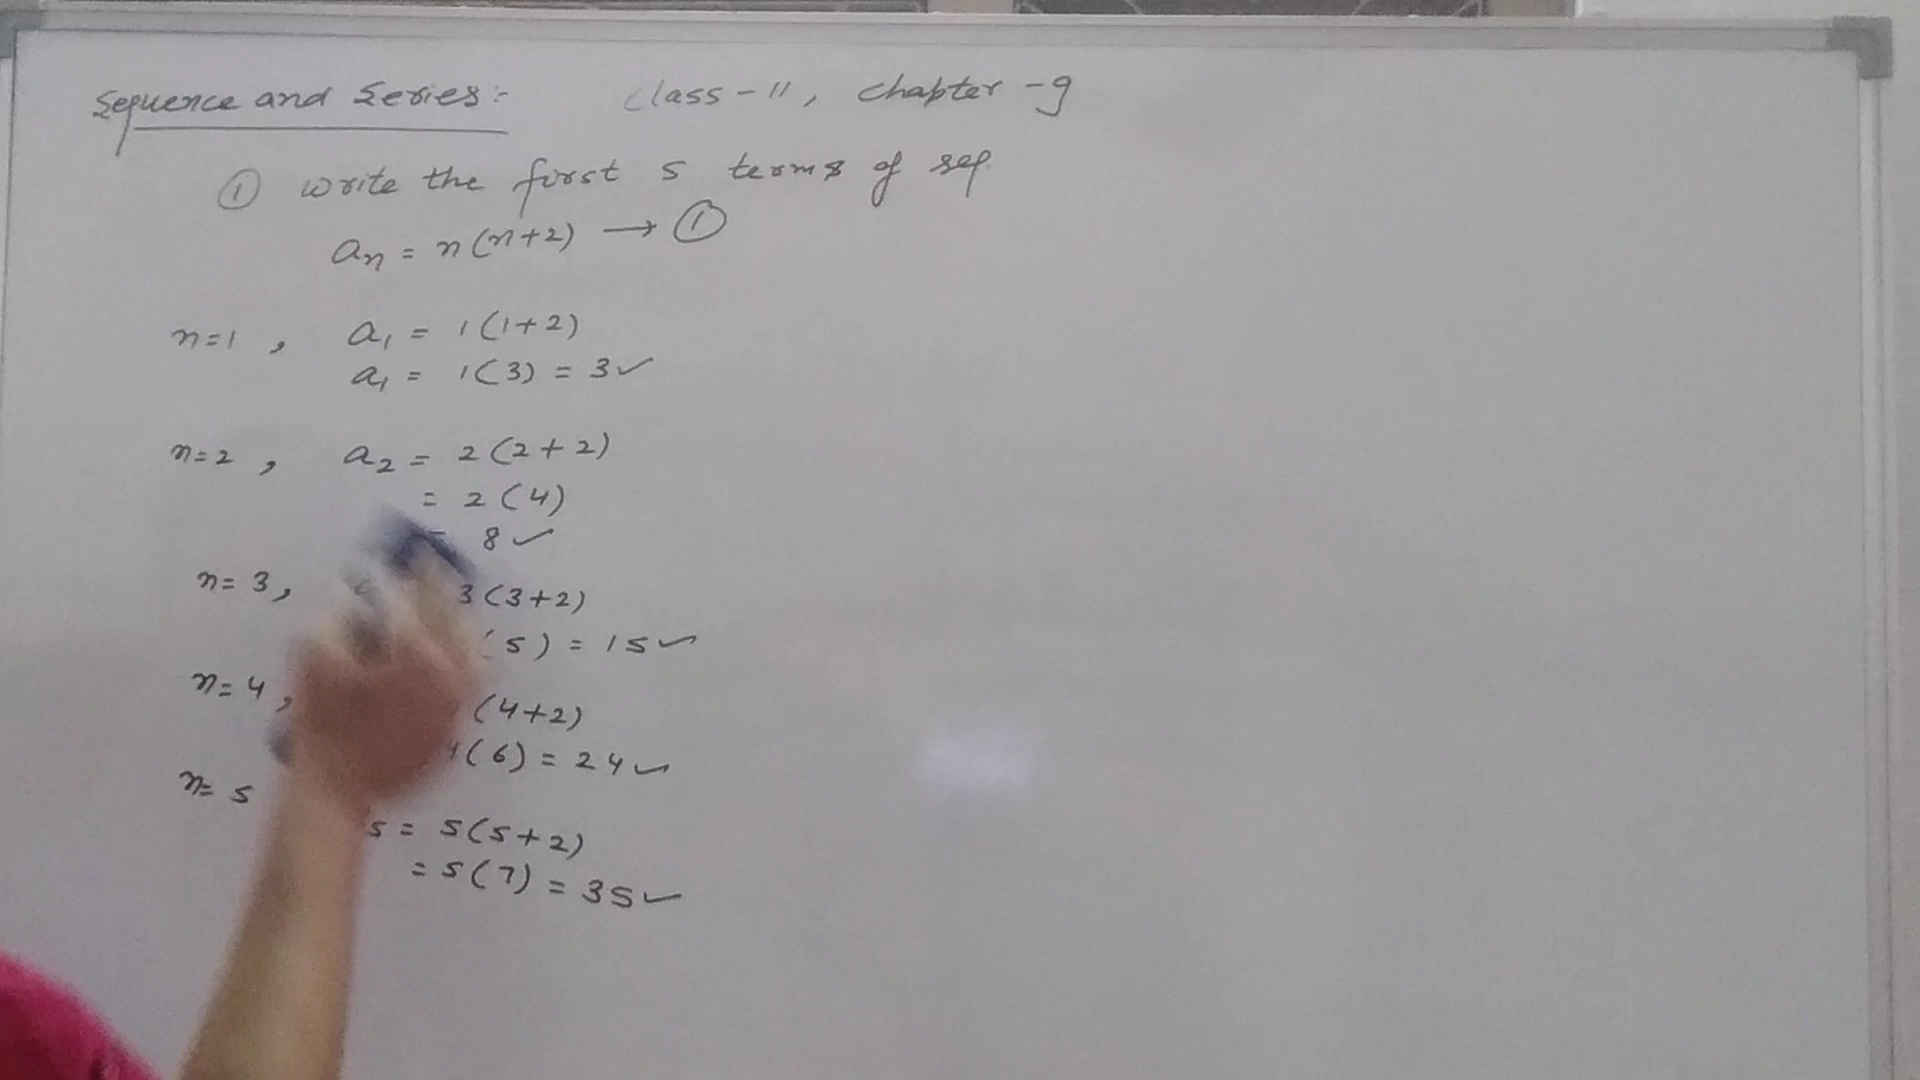 Sequence and Series:- Class-11, Chapter-9
① Write the first 5 terms of seq.
aₙ = n(n+2) → ①
n=1, a₁ = 1(1+2)
a₁ = 1(3) = 3✓
n=2, a₂ = 2(2+2)
= 2(4)
= 8✓
n=3, 3(3+2)
(5) = 15✓
n=4, (4+2)
4(6) = 24✓
n=5 5 = 5(5+2)
= 5(7) = 35✓